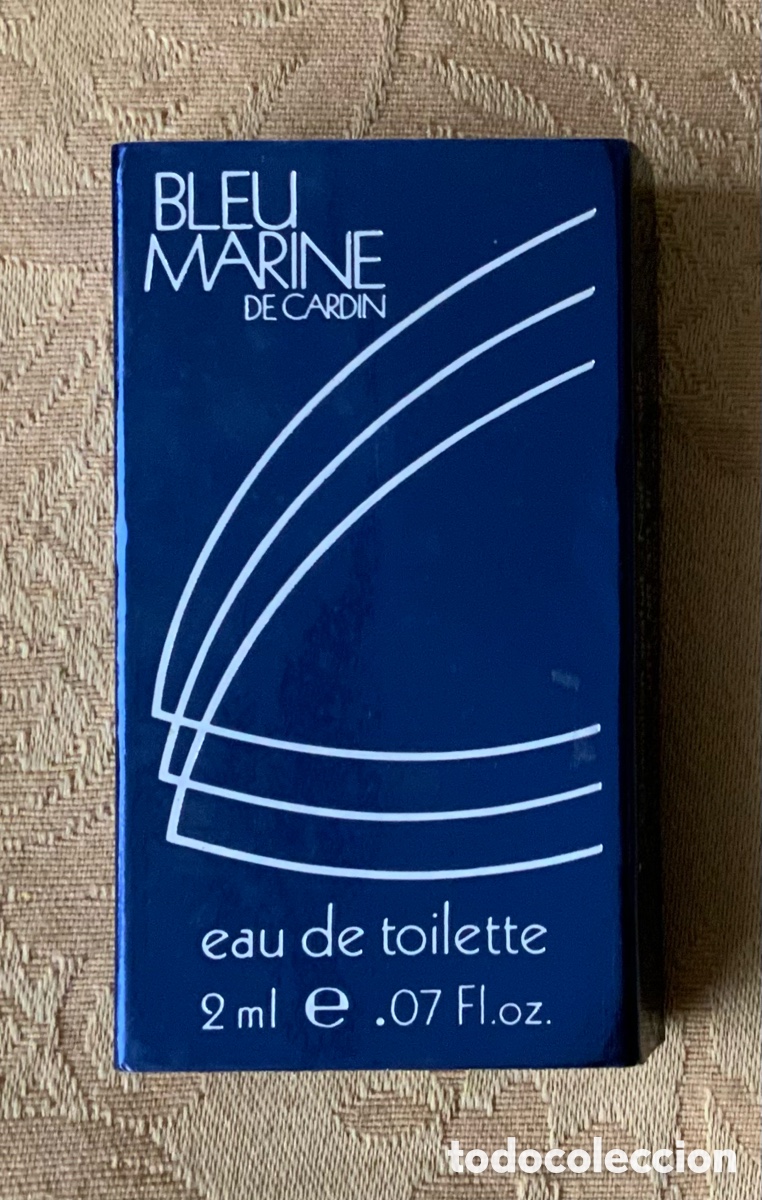 BLEU
MARINE
DE CARDIN
eau de toilette
2 ml e .07 Fl.oz.
todocoleccion